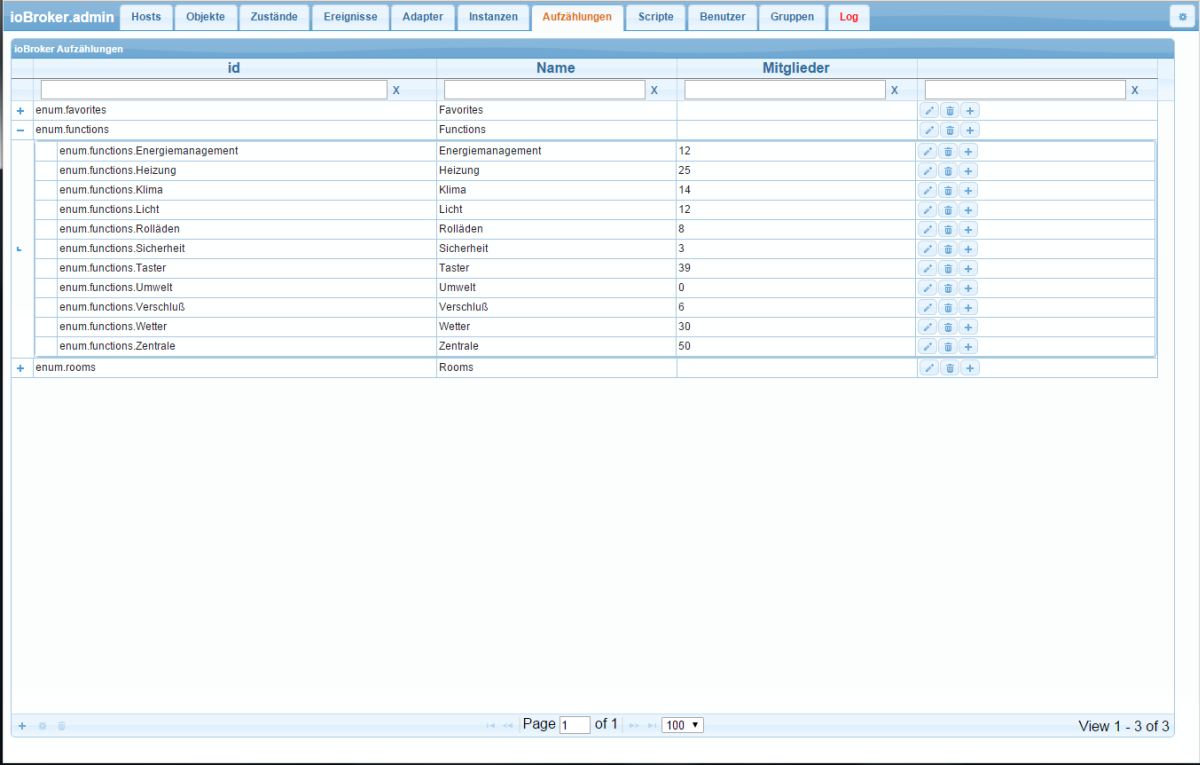 ioBroker.admin Hosts Objekte Zustände Ereignisse Adapter Instanzen Aufzählungen Scripte Benutzer Gruppen Log
ioBroker Aufzählungen
id Name Mitglieder
X X X X
enum.favorites Favorites
enum.functions Functions
enum.functions.Energiemanagement Energiemanagement 12
enum.functions.Heizung Heizung 25
enum.functions.Klima Klima 14
enum.functions.Licht Licht 12
enum.functions.Rolläden Rolläden 8
enum.functions.Sicherheit Sicherheit 3
enum.functions.Taster Taster 39
enum.functions.Umwelt Umwelt 0
enum.functions.Verschluß Verschluß 6
enum.functions.Wetter Wetter 30
enum.functions.Zentrale Zentrale 50
enum.rooms Rooms
Page 1 of 1 100 View 1 - 3 of 3